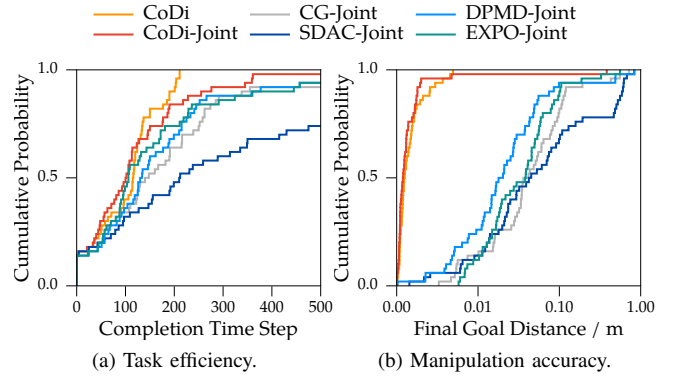 CoDi CG-Joint DPMD-Joint
CoDi-Joint SDAC-Joint EXPO-Joint
Cumulative Probability
1.0
0.5
0.0
0 100 200 300 400 500
Completion Time Step
(a) Task efficiency.
Cumulative Probability
1.0
0.5
0.0
0.00 0.01 0.10 1.00
Final Goal Distance / m
(b) Manipulation accuracy.